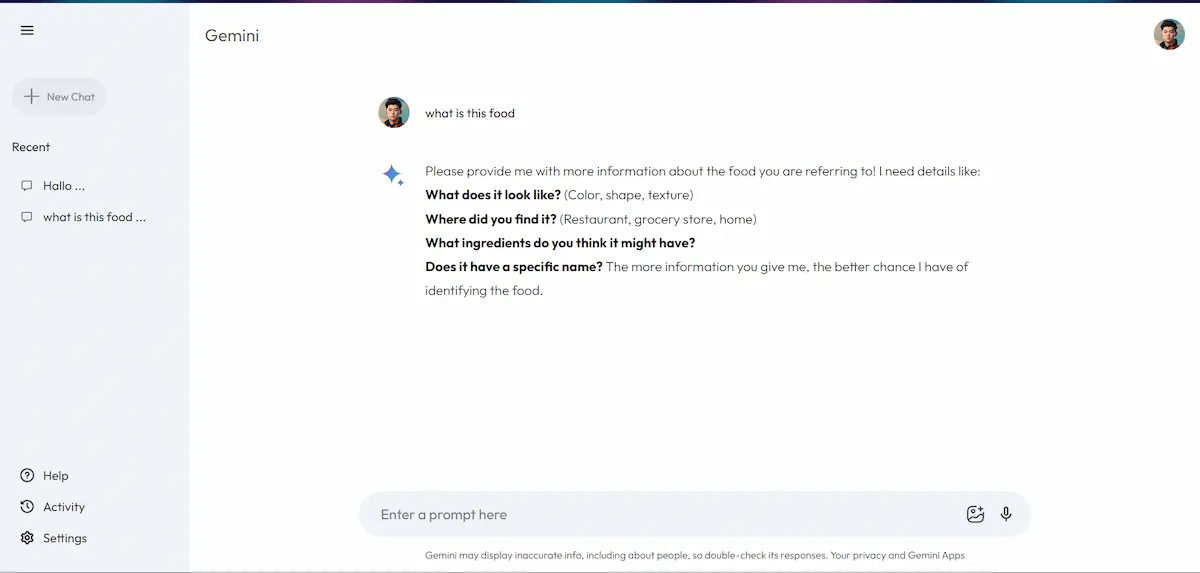 Gemini
New Chat
Recent
Hallo ...
what is this food ...
Help
Activity
Settings
what is this food
Please provide me with more information about the food you are referring to! I need details like:
What does it look like? (Color, shape, texture)
Where did you find it? (Restaurant, grocery store, home)
What ingredients do you think it might have?
Does it have a specific name? The more information you give me, the better chance I have of
identifying the food.
Enter a prompt here
Gemini may display inaccurate info, including about people, so double-check its responses. Your privacy and Gemini Apps